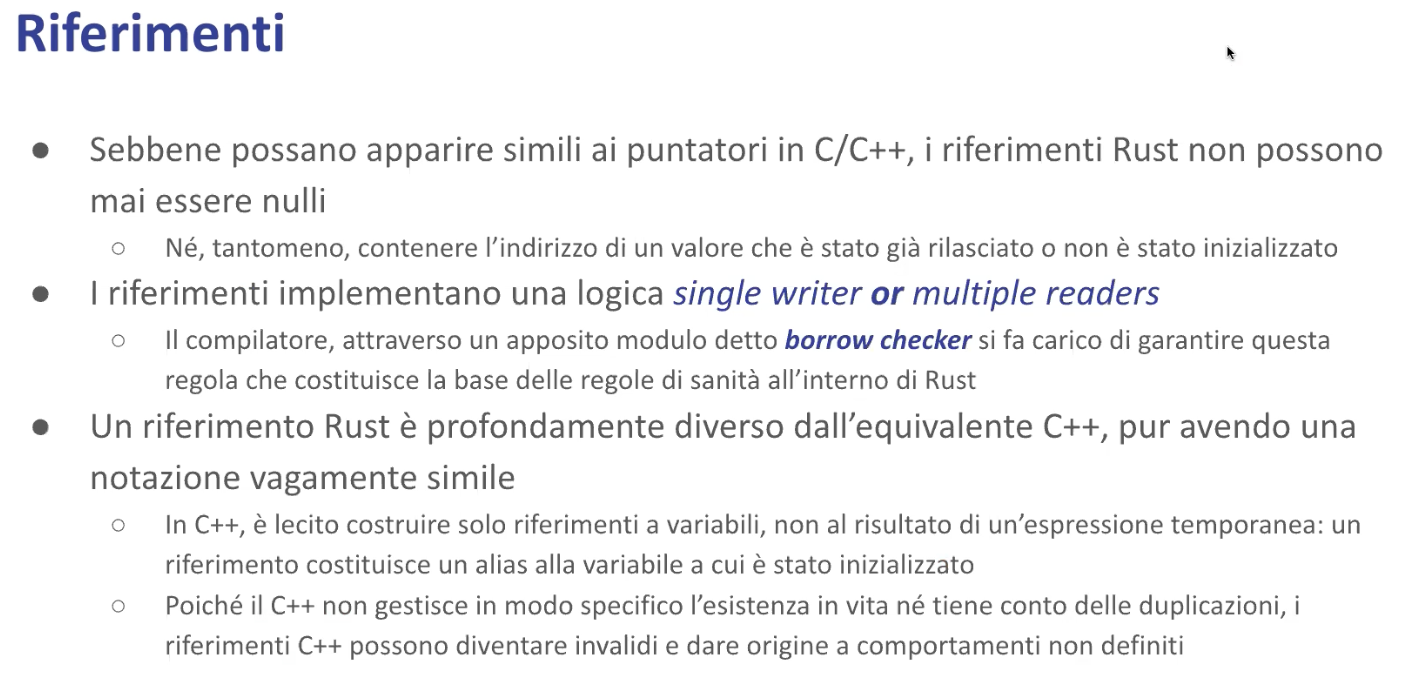 Riferimenti
● Sebbene possano apparire simili ai puntatori in C/C++, i riferimenti Rust non possono
mai essere nulli
○ Né, tantomeno, contenere l’indirizzo di un valore che è stato già rilasciato o non è stato inizializzato
● I riferimenti implementano una logica single writer or multiple readers
○ Il compilatore, attraverso un apposito modulo detto borrow checker si fa carico di garantire questa
regola che costituisce la base delle regole di sanità all’interno di Rust
● Un riferimento Rust è profondamente diverso dall’equivalente C++, pur avendo una
notazione vagamente simile
○ In C++, è lecito costruire solo riferimenti a variabili, non al risultato di un’espressione temporanea: un
riferimento costituisce un alias alla variabile a cui è stato inizializzato
○ Poiché il C++ non gestisce in modo specifico l’esistenza in vita né tiene conto delle duplicazioni, i
riferimenti C++ possono diventare invalidi e dare origine a comportamenti non definiti